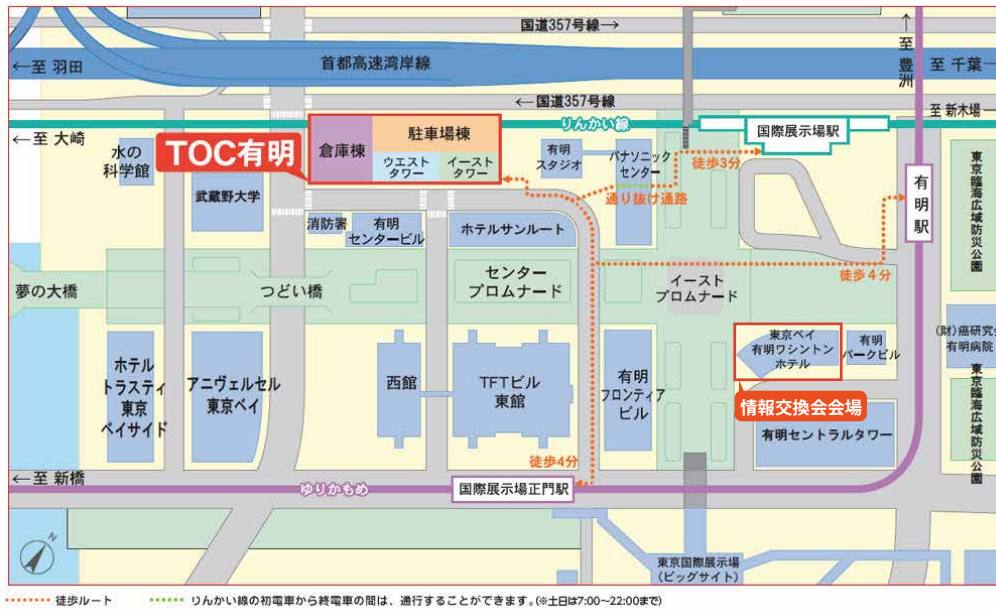 国道357号線→
←至 羽田
首都高速湾岸線
←至 豊洲
至 千葉→
←国道357号線
至 新木場→
←至 大崎
りんかい線
国際展示場駅
水の
科学館
TOC有明
倉庫棟
駐車場棟
ウエスト
タワー
イースト
タワー
有明
スタジオ
パナソニック
センター
徒歩3分
通り抜け通路
武蔵野大学
有明駅
東京臨海広域防災公園
消防署
有明
センタービル
ホテルサンルート
徒歩4分
夢の大橋
つどい橋
センター
プロムナード
イースト
プロムナード
(財)癌研究会
有明病院
東京ベイ
有明ワシントン
ホテル
有明
パークビル
ホテル
トラスティ
東京
ベイサイド
アニヴェルセル
東京ベイ
西館
TFTビル
東館
有明
フロンティア
ビル
情報交換会会場
有明セントラルタワー
東京臨海広域防災公園
徒歩4分
←至 新橋
ゆりかもめ
国際展示場正門駅
N
東京国際展示場
(ビッグサイト)
徒歩ルート
りんかい線の初電車から終電車の間は、通行することができます。(※土日は7:00〜22:00まで)